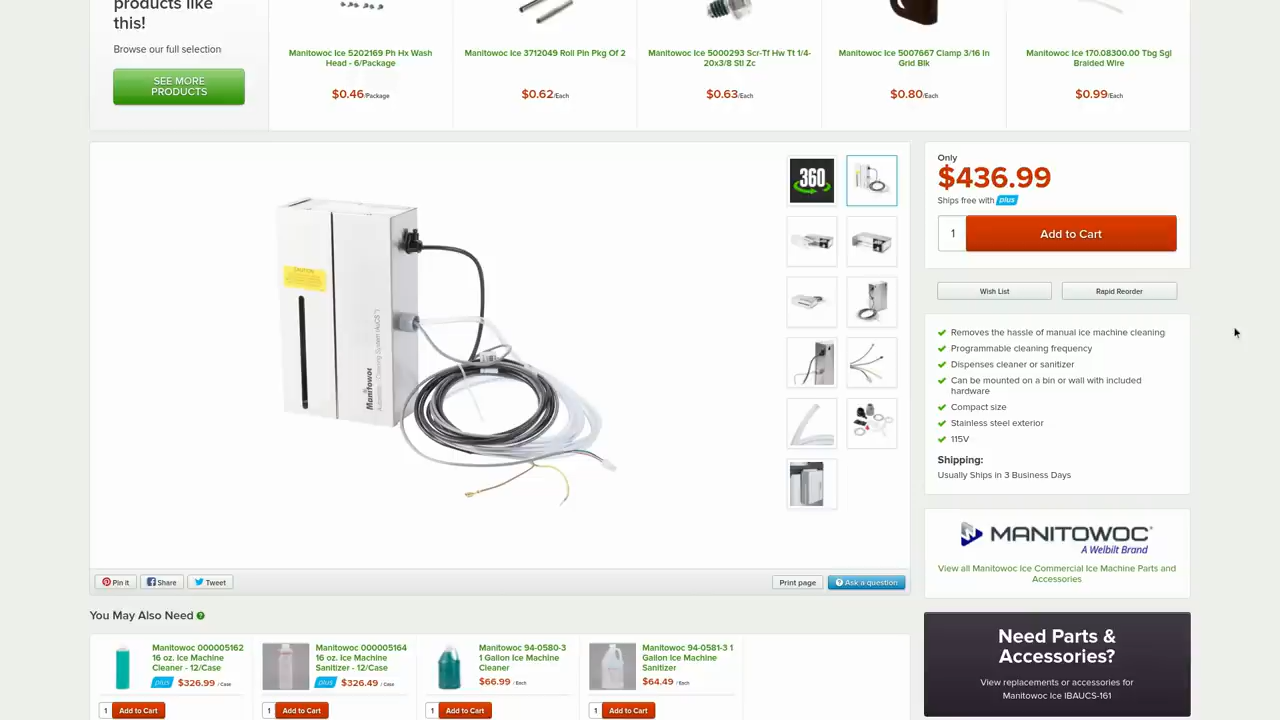 products like
this!
Browse our full selection
SEE MORE
PRODUCTS
Manitowoc Ice 5202169 Ph Hx Wash
Head - 6/Package
$0.46/Package
Manitowoc Ice 3712049 Roll Pin Pkg Of 2
$0.62/Each
Manitowoc Ice 5000293 Scr-Tf Hw Tt 1/4-
20x3/8 Stl Zc
$0.63/Each
Manitowoc Ice 5007667 Clamp 3/16 In
Grid Blk
$0.80/Each
Manitowoc Ice 170.08300.00 Tbg Sgl
Braided Wire
$0.99/Each
CAUTION
Manitowoc
Automatic Cleaning System (AuCS®)
360
Only
$436.99
Ships free with plus
1
Add to Cart
Wish List
Rapid Reorder
Removes the hassle of manual ice machine cleaning
Programmable cleaning frequency
Dispenses cleaner or sanitizer
Can be mounted on a bin or wall with included
hardware
Compact size
Stainless steel exterior
115V
Shipping:
Usually Ships in 3 Business Days
MANITOWOC
A Welbilt Brand
View all Manitowoc Ice Commercial Ice Machine Parts and
Accessories
Pin it
Share
Tweet
Print page
Ask a question
You May Also Need
Manitowoc 000005162
16 oz. Ice Machine
Cleaner - 12/Case
plus $326.99 / Case
1 Add to Cart
Manitowoc 000005164
16 oz. Ice Machine
Sanitizer - 12/Case
plus $326.49 / Case
1 Add to Cart
Manitowoc 94-0580-3
1 Gallon Ice Machine
Cleaner
$66.99 / Each
1 Add to Cart
Manitowoc 94-0581-3 1
Gallon Ice Machine
Sanitizer
$64.49 / Each
1 Add to Cart
Need Parts &
Accessories?
View replacements or accessories for
Manitowoc Ice IBAUCS-161